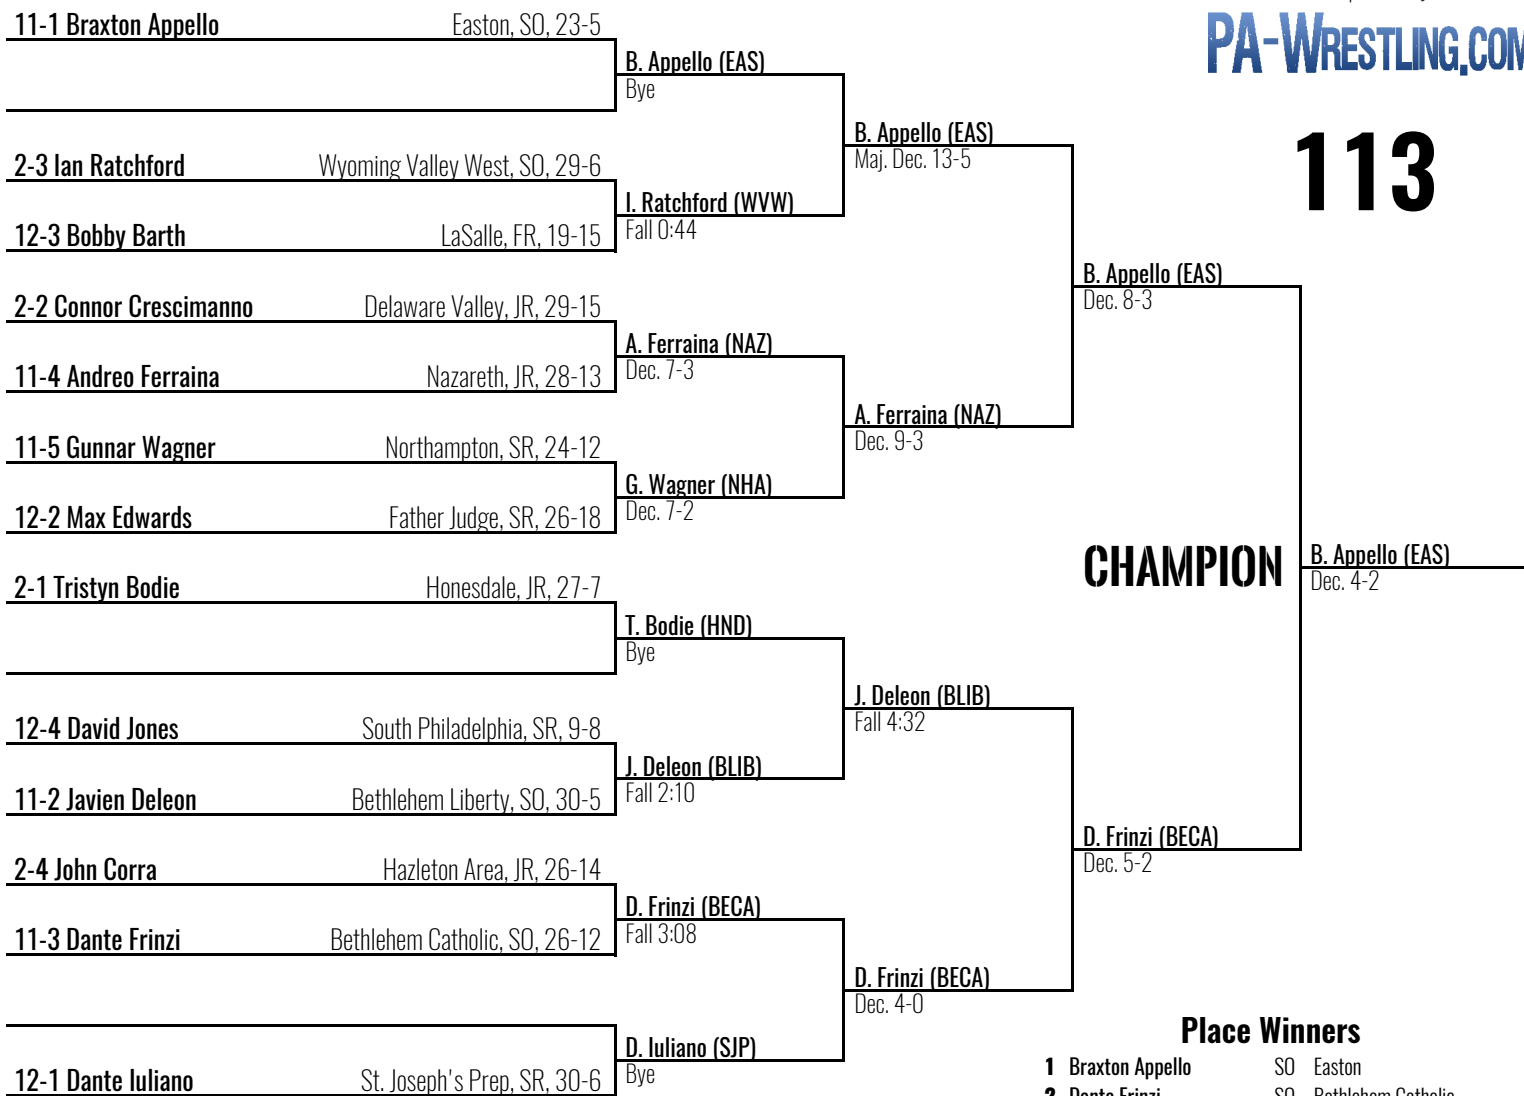 11-1 Braxton Appello Easton, SO, 23-5
B. Appello (EAS)
Bye
2-3 Ian Ratchford Wyoming Valley West, SO, 29-6
12-3 Bobby Barth LaSalle, FR, 19-15
I. Ratchford (WVW)
Fall 0:44
B. Appello (EAS)
Maj. Dec. 13-5
2-2 Connor Crescimanno Delaware Valley, JR, 29-15
11-4 Andreo Ferraina Nazareth, JR, 28-13
A. Ferraina (NAZ)
Dec. 7-3
11-5 Gunnar Wagner Northampton, SR, 24-12
12-2 Max Edwards Father Judge, SR, 26-18
G. Wagner (NHA)
Dec. 7-2
A. Ferraina (NAZ)
Dec. 9-3
B. Appello (EAS)
Dec. 8-3
2-1 Tristyn Bodie Honesdale, JR, 27-7
T. Bodie (HND)
Bye
12-4 David Jones South Philadelphia, SR, 9-8
11-2 Javien Deleon Bethlehem Liberty, SO, 30-5
J. Deleon (BLIB)
Fall 2:10
J. Deleon (BLIB)
Fall 4:32
2-4 John Corra Hazleton Area, JR, 26-14
11-3 Dante Frinzi Bethlehem Catholic, SO, 26-12
D. Frinzi (BECA)
Fall 3:08
12-1 Dante Iuliano St. Joseph's Prep, SR, 30-6
D. Iuliano (SJP)
Bye
D. Frinzi (BECA)
Dec. 4-0
D. Frinzi (BECA)
Dec. 5-2
CHAMPION
B. Appello (EAS)
Dec. 4-2
PA-WRESTLING.COM
113
Place Winners
1 Braxton Appello SO Easton
2 Dante Frinzi SO Bethlehem Catholic